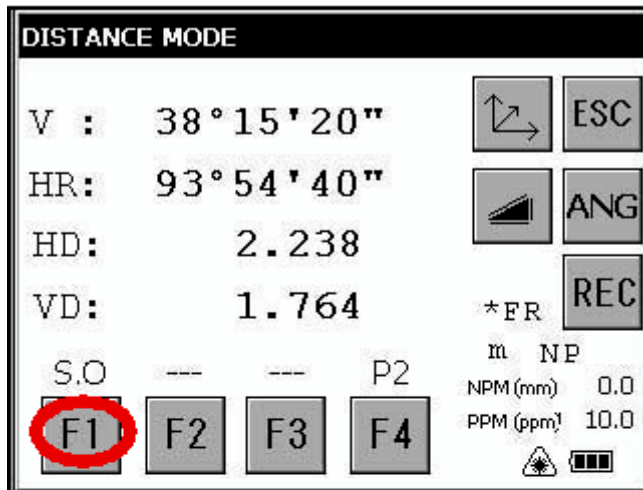 DISTANCE MODE
V : 38°15'20"
HR: 93°54'40"
HD: 2.238
VD: 1.764
ESC
ANG
REC
*FR
m NP
NPM (mm) 0.0
PPM (ppm) 10.0
S.O --- --- P2
F1 F2 F3 F4